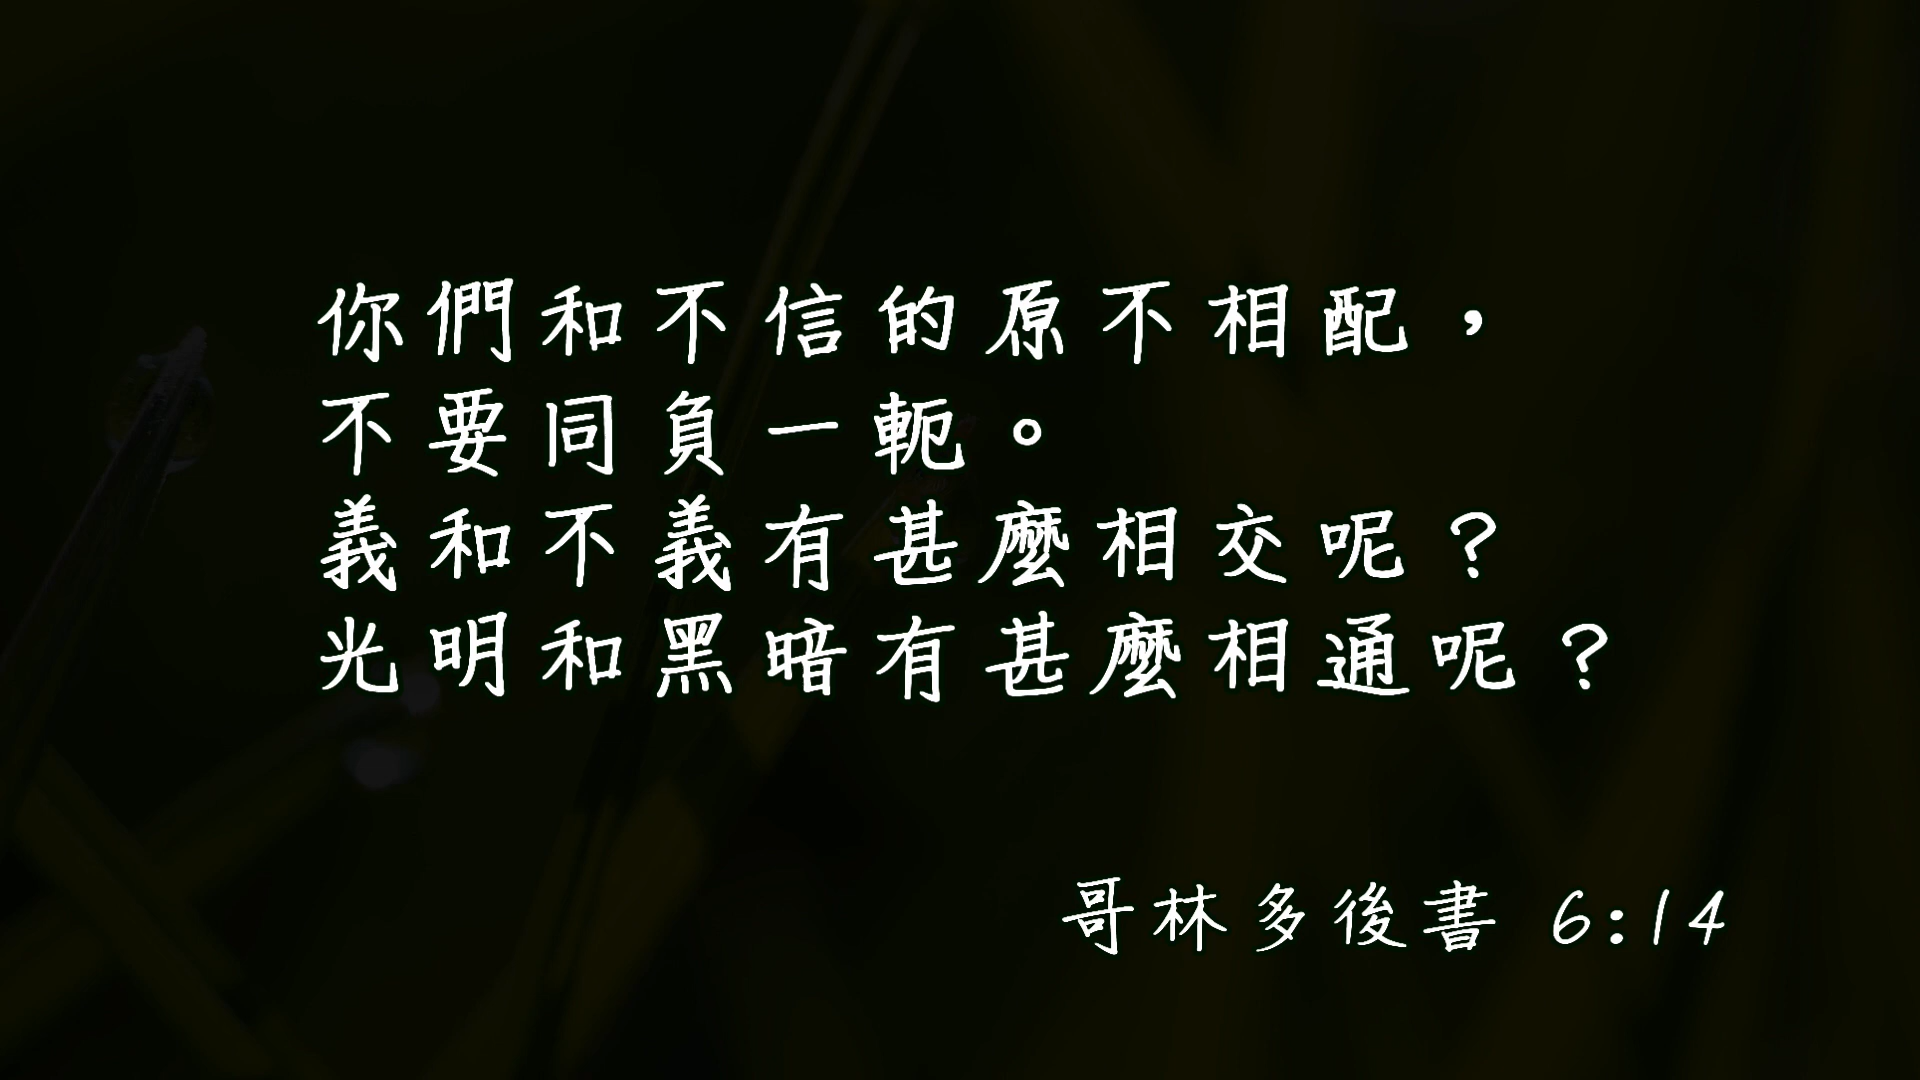 你們和不信的原不相配，
不要同負一軛。
義和不義有甚麼相交呢？
光明和黑暗有甚麼相通呢？
哥林多後書 6:14